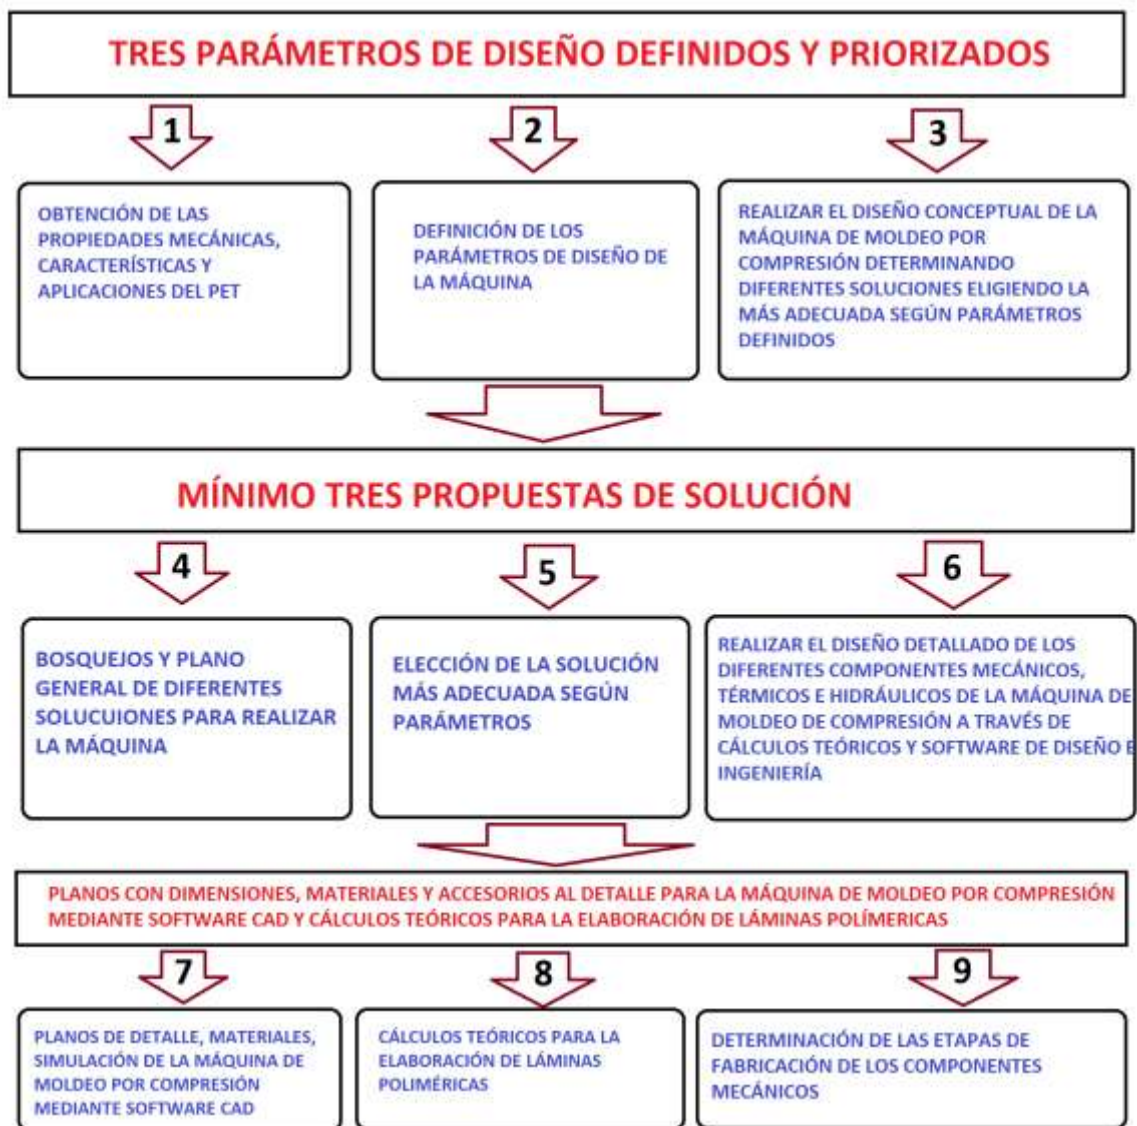 TRES PARÁMETROS DE DISEÑO DEFINIDOS Y PRIORIZADOS
1
2
3
OBTENCIÓN DE LAS
PROPIEDADES MECÁNICAS,
CARACTERÍSTICAS Y
APLICACIONES DEL PET
DEFINICIÓN DE LOS
PARÁMETROS DE DISEÑO DE
LA MÁQUINA
REALIZAR EL DISEÑO CONCEPTUAL DE LA
MÁQUINA DE MOLDEO POR
COMPRESIÓN DETERMINANDO
DIFERENTES SOLUCIONES ELIGIENDO LA
MÁS ADECUADA SEGÚN PARÁMETROS
DEFINIDOS
MÍNIMO TRES PROPUESTAS DE SOLUCIÓN
4
5
6
BOSQUEJOS Y PLANO
GENERAL DE DIFERENTES
SOLUCUIONES PARA REALIZAR
LA MÁQUINA
ELECCIÓN DE LA SOLUCIÓN
MÁS ADECUADA SEGÚN
PARÁMETROS
REALIZAR EL DISEÑO DETALLADO DE LOS
DIFERENTES COMPONENTES MECÁNICOS,
TÉRMICOS E HIDRÁULICOS DE LA MÁQUINA DE
MOLDEO DE COMPRESIÓN A TRAVÉS DE
CÁLCULOS TEÓRICOS Y SOFTWARE DE DISEÑO E
INGENIERÍA
PLANOS CON DIMENSIONES, MATERIALES Y ACCESORIOS AL DETALLE PARA LA MÁQUINA DE MOLDEO POR COMPRESIÓN
MEDIANTE SOFTWARE CAD Y CÁLCULOS TEÓRICOS PARA LA ELABORACIÓN DE LÁMINAS POLÍMERICAS
7
8
9
PLANOS DE DETALLE, MATERIALES,
SIMULACIÓN DE LA MÁQUINA DE
MOLDEO POR COMPRESIÓN
MEDIANTE SOFTWARE CAD
CÁLCULOS TEÓRICOS PARA LA
ELABORACIÓN DE LÁMINAS
POLIMÉRICAS
DETERMINACIÓN DE LAS ETAPAS DE
FABRICACIÓN DE LOS COMPONENTES
MECÁNICOS